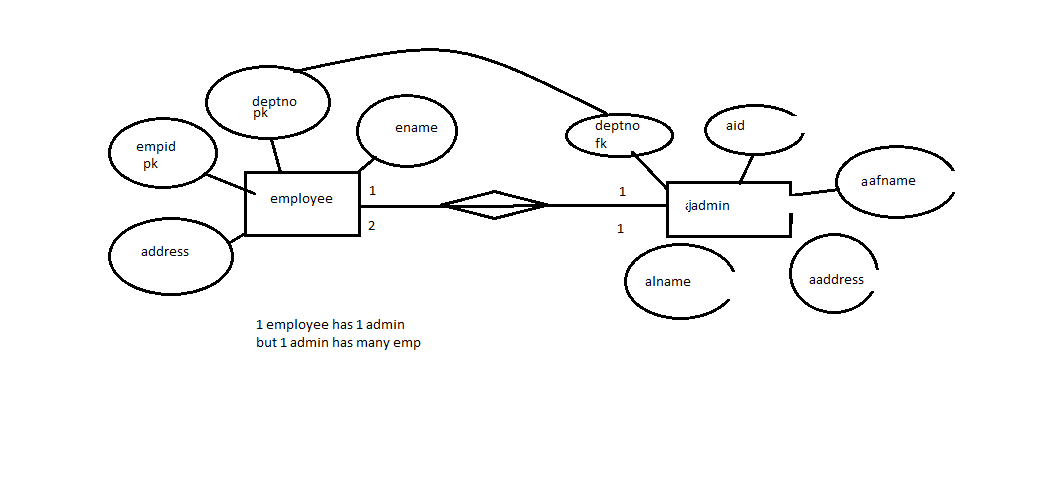 deptno
pk
ename
empid
pk
employee
address
1
2
deptno
fk
aid
aafname
1
1
jadmin
alname
aaddress
1 employee has 1 admin
but 1 admin has many emp